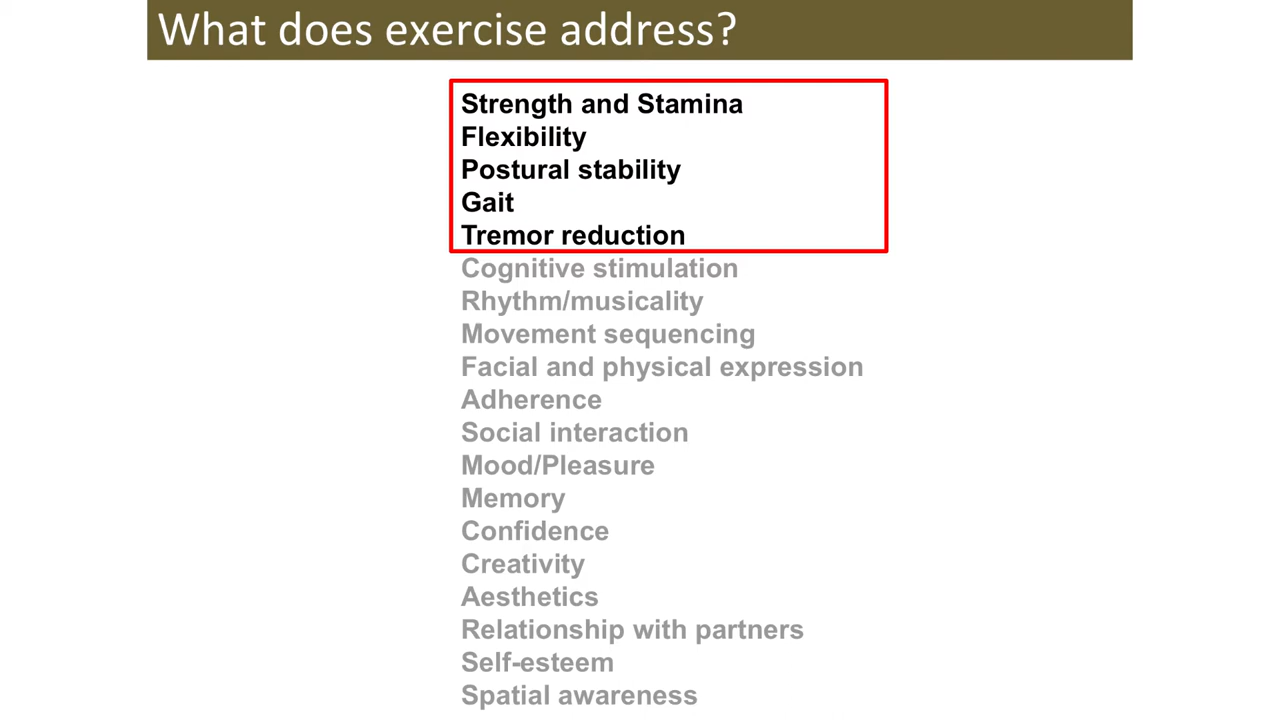 What does exercise address?
Strength and Stamina
Flexibility
Postural stability
Gait
Tremor reduction
Cognitive stimulation
Rhythm/musicality
Movement sequencing
Facial and physical expression
Adherence
Social interaction
Mood/Pleasure
Memory
Confidence
Creativity
Aesthetics
Relationship with partners
Self-esteem
Spatial awareness